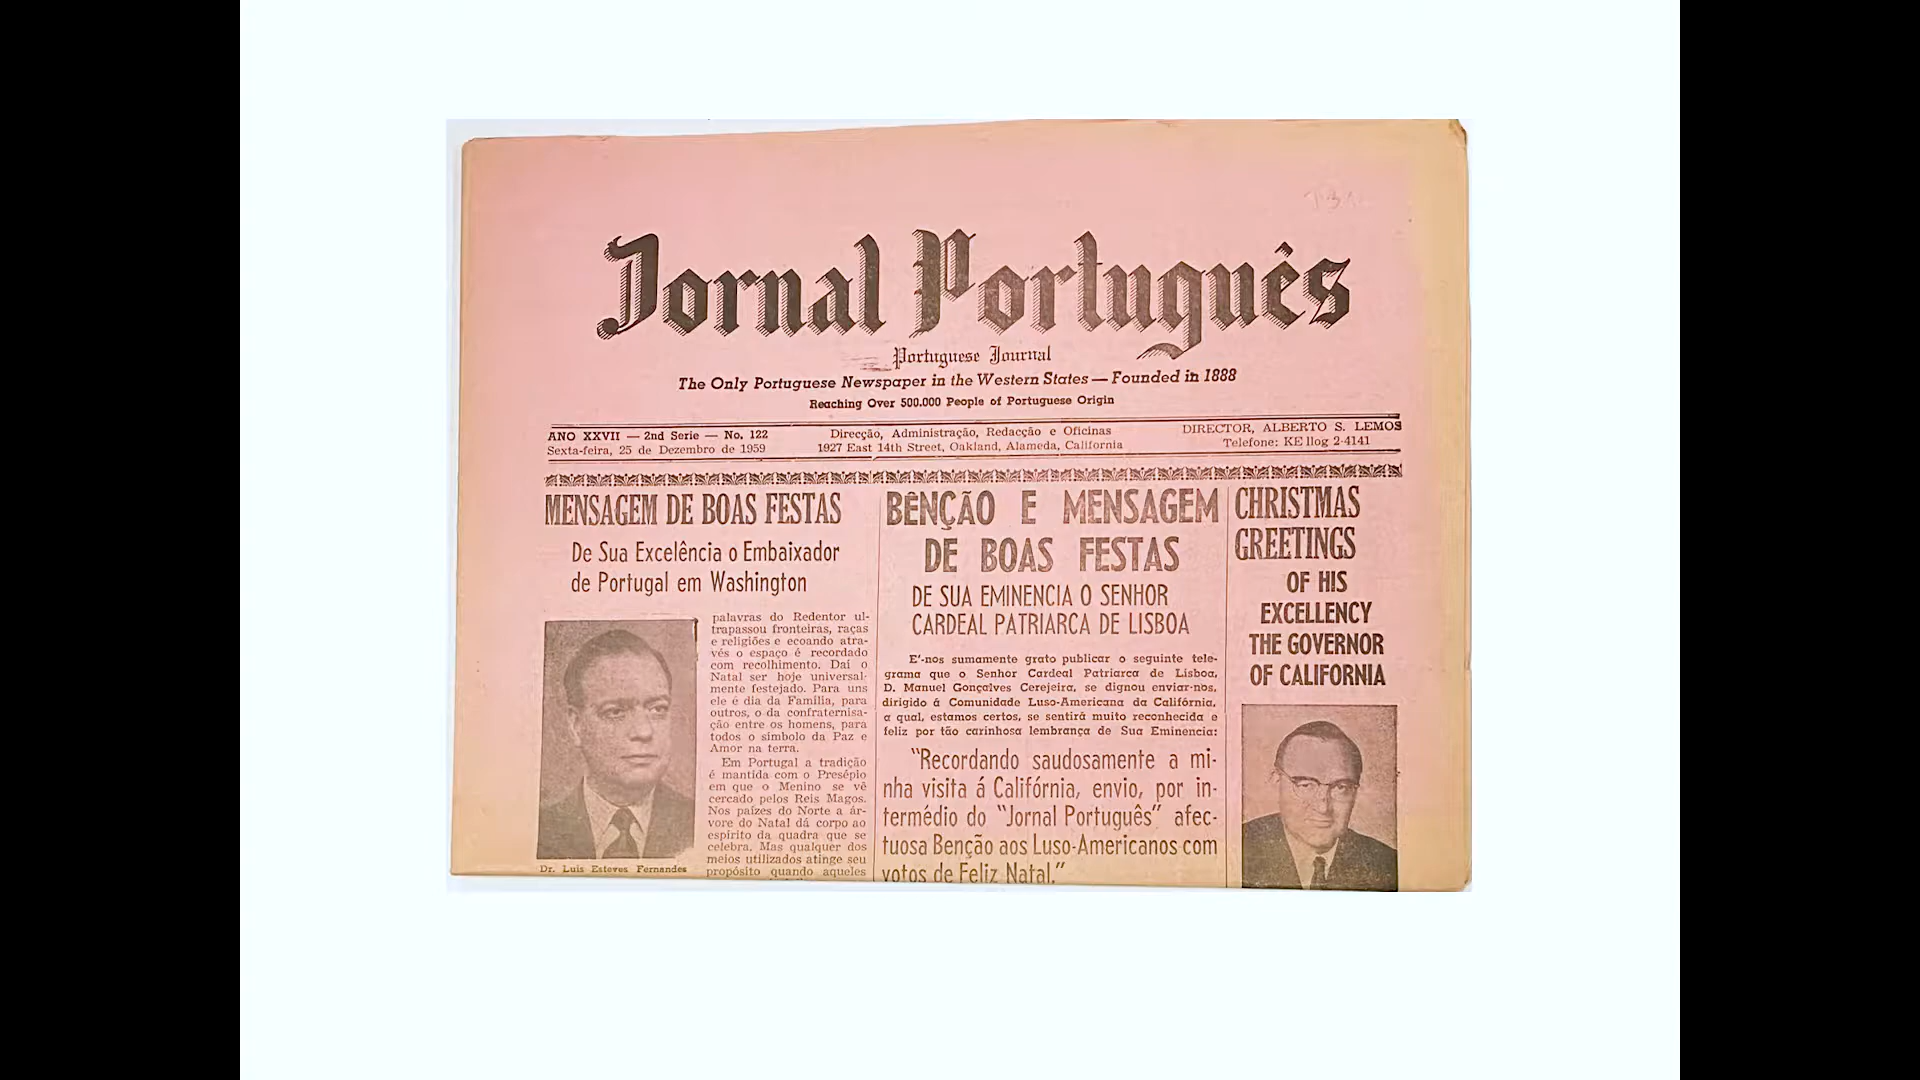 Jornal Português
Portuguese Journal
The Only Portuguese Newspaper in the Western States — Founded in 1888
Reaching Over 500.000 People of Portuguese Origin
ANO XXVII — 2nd Serie — No. 122
Sexta-feira, 25 de Dezembro de 1959
Direcção, Administração, Redacção e Oficinas
1927 East 14th Street, Oakland, Alameda, California
DIRECTOR, ALBERTO S. LEMOS
Telefone: KE llog 2-4141
MENSAGEM DE BOAS FESTAS
De Sua Excelência o Embaixador
de Portugal em Washington
Dr. Luis Esteves Fernandes
palavras do Redentor ul-
trapassou fronteiras, raças
e religiões e ecoando atra-
vés o espaço é recordado
com recolhimento. Daí o
Natal ser hoje universal-
mente festejado. Para uns
ele é dia da Família, para
outros, o da confraterniza-
ção entre os homens, para
todos o símbolo da Paz e
Amor na terra.
Em Portugal a tradição
é mantida com o Presépio
em que o Menino se vê
cercado pelos Reis Magos.
Nos países do Norte a ár-
vore do Natal dá corpo ao
espírito da quadra que se
celebra. Mas qualquer dos
meios utilizados atinge seu
propósito quando aqueles
BÊNÇÃO E MENSAGEM
DE BOAS FESTAS
DE SUA EMINENCIA O SENHOR
CARDEAL PATRIARCA DE LISBOA
E'-nos sumamente grato publicar o seguinte tele-
grama que o Senhor Cardeal Patriarca de Lisboa,
D. Manuel Gonçalves Cerejeira, se dignou enviar-nos,
dirigido á Comunidade Luso-Americana da Califórnia,
a qual, estamos certos, se sentirá muito reconhecida e
feliz por tão carinhosa lembrança de Sua Eminencia:
"Recordando saudosamente a mi-
nha visita á Califórnia, envio, por in-
termédio do "Jornal Português" afec-
tuosa Benção aos Luso-Americanos com
votos de Feliz Natal."
CHRISTMAS
GREETINGS
OF HIS
EXCELLENCY
THE GOVERNOR
OF CALIFORNIA